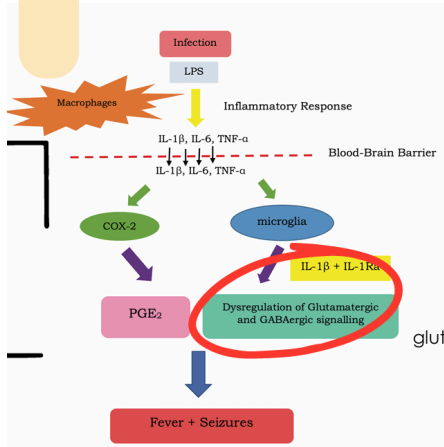 Infection
LPS
Macrophages
Inflammatory Response
IL-1β, IL-6, TNF-α
Blood-Brain Barrier
IL-1β, IL-6, TNF-α
COX-2
microglia
IL-1β + IL-1Ra
PGE₂
Dysregulation of Glutamatergic
and GABAergic signalling
glut
Fever + Seizures